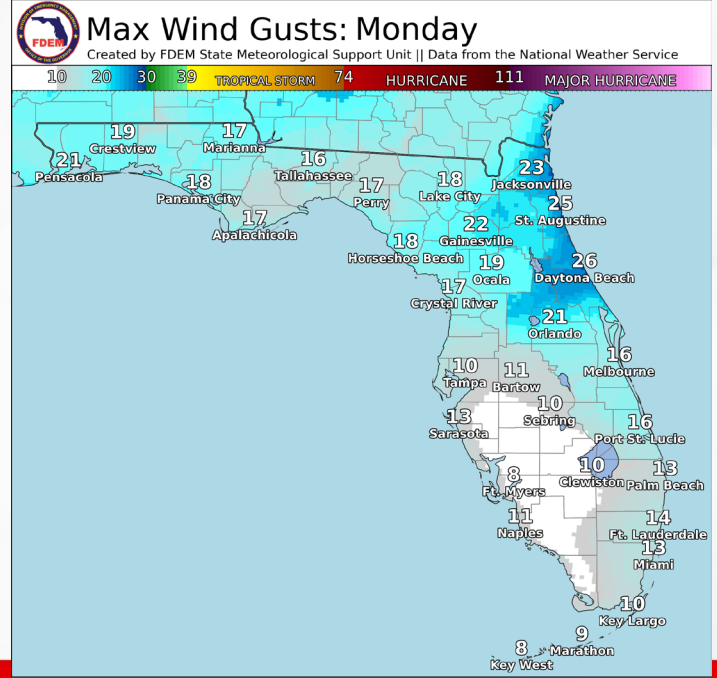 FDEM
Max Wind Gusts: Monday
Created by FDEM State Meteorological Support Unit || Data from the National Weather Service
10 20 30 39 TROPICAL STORM 74 HURRICANE 111 MAJOR HURRICANE
19
Crestview
17
Marianna
21
Pensacola
16
Tallahassee
18
Panama City
17
Perry
18
Lake City
23
Jacksonville
17
Apalachicola
25
St. Augustine
22
Gainesville
18
Horseshoe Beach
19
Ocala
26
Daytona Beach
17
Crystal River
21
Orlando
16
Melbourne
10
Tampa
11
Bartow
10
Sebring
13
Sarasota
16
Port St. Lucie
8
Ft. Myers
10
Clewiston
13
Palm Beach
11
Naples
14
Ft. Lauderdale
13
Miami
10
Key Largo
9
Marathon
8
Key West